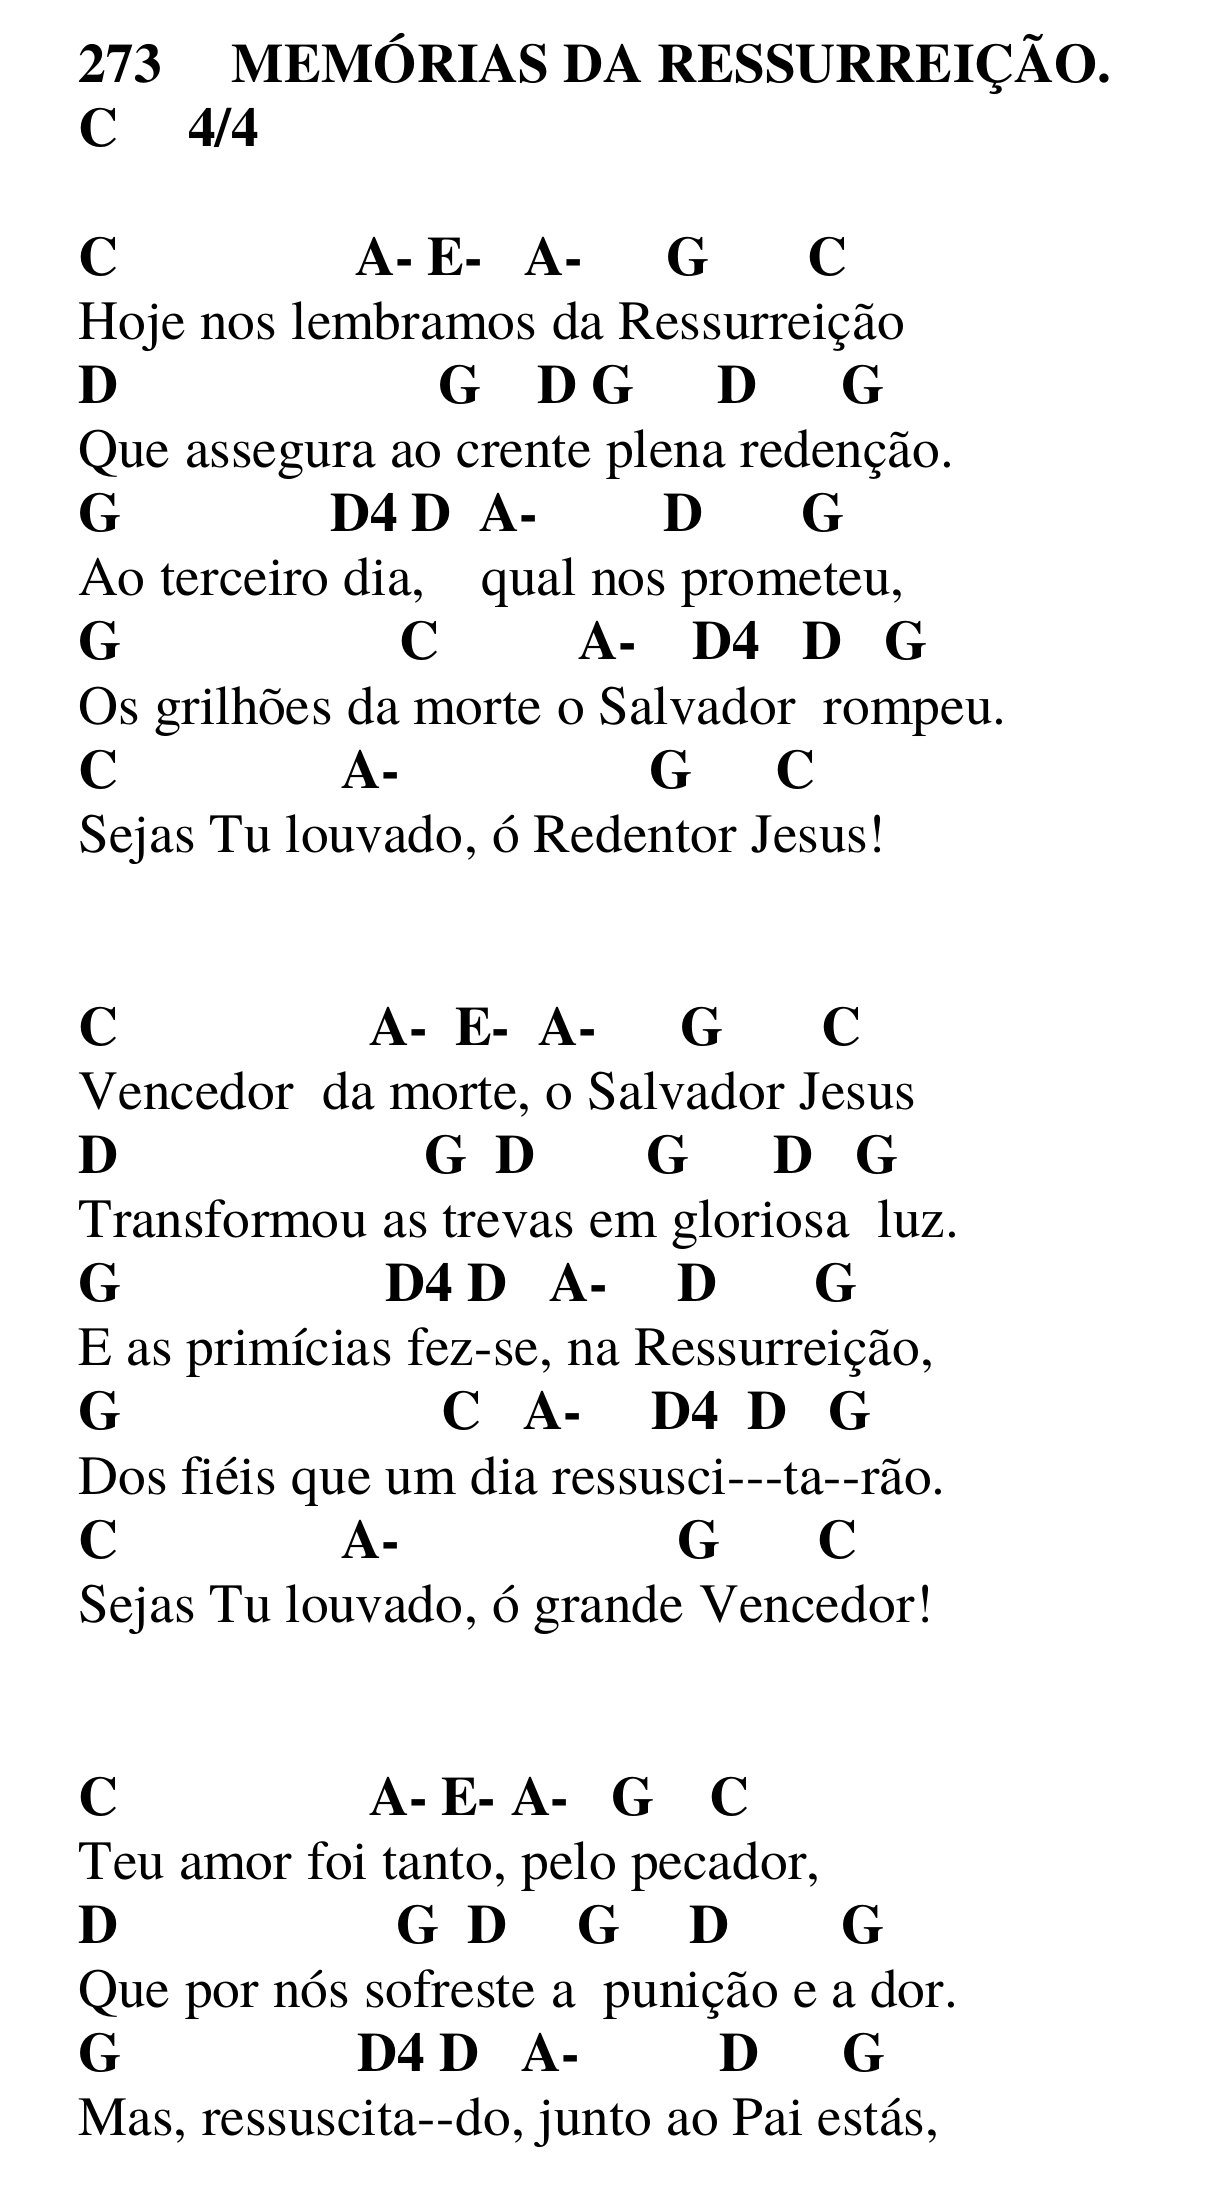 273 MEMÓRIAS DA RESSURREIÇÃO.
C 4/4
C A- E- A- G C
Hoje nos lembramos da Ressurreição
D G D G D G
Que assegura ao crente plena redenção.
G D4 D A- D G
Ao terceiro dia, qual nos prometeu,
G C A- D4 D G
Os grilhões da morte o Salvador rompeu.
C A- G C
Sejas Tu louvado, ó Redentor Jesus!
C A- E- A- G C
Vencedor da morte, o Salvador Jesus
D G D G D G
Transformou as trevas em gloriosa luz.
G D4 D A- D G
E as primícias fez-se, na Ressurreição,
G C A- D4 D G
Dos fiéis que um dia ressusci---ta--rão.
C A- G C
Sejas Tu louvado, ó grande Vencedor!
C A- E- A- G C
Teu amor foi tanto, pelo pecador,
D G D G D G
Que por nós sofreste a punição e a dor.
G D4 D A- D G
Mas, ressuscita--do, junto ao Pai estás,